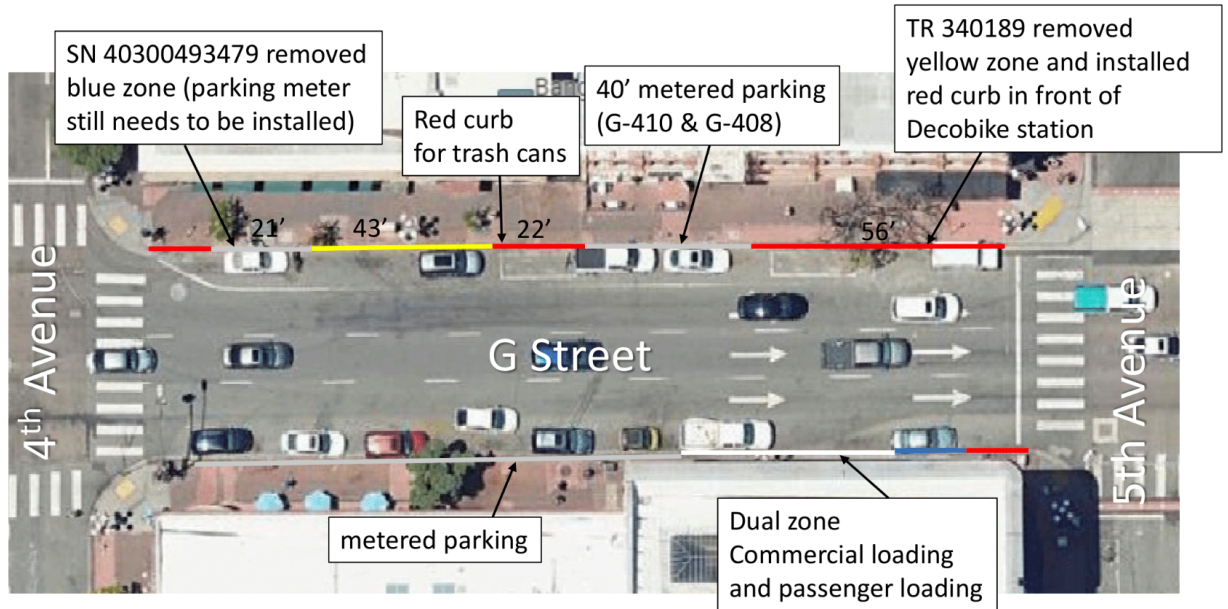 SN 40300493479 removed
blue zone (parking meter
still needs to be installed)
Red curb
for trash cans
40’ metered parking
(G-410 & G-408)
TR 340189 removed
yellow zone and installed
red curb in front of
Decobike station
21’
43’
22’
56’
4th Avenue
G Street
5th Avenue
metered parking
Dual zone
Commercial loading
and passenger loading